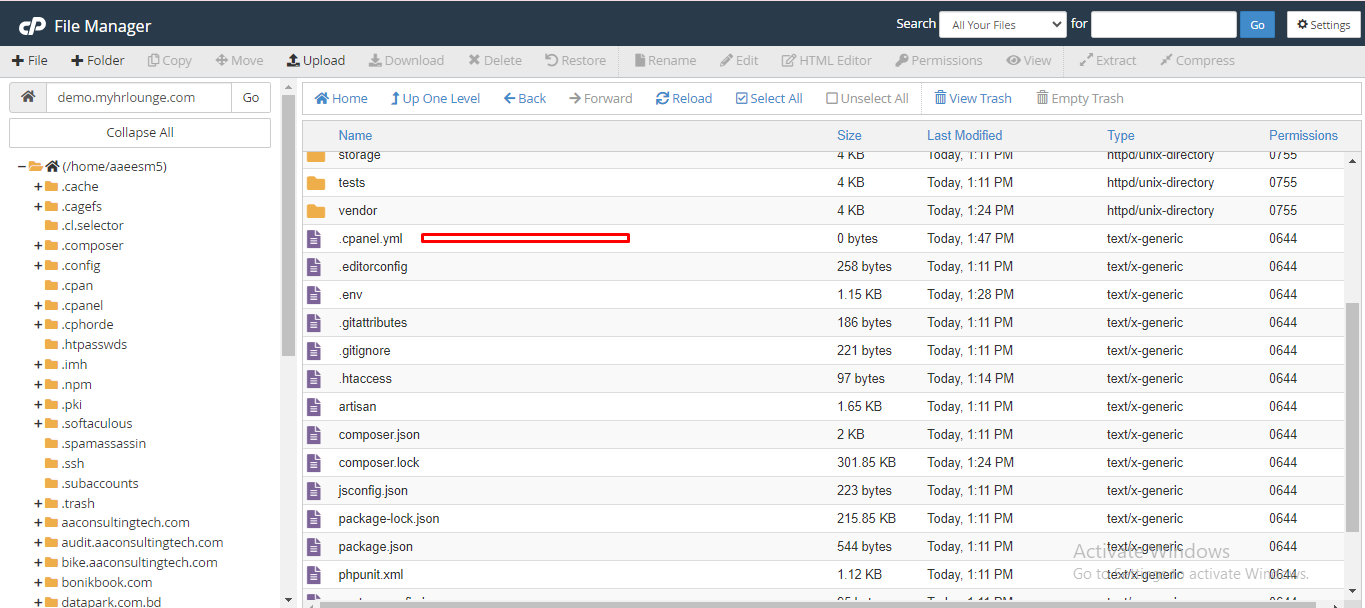 cP File Manager
Search All Your Files for Go Settings
+ File + Folder Copy Move Upload Download Delete Restore Rename Edit HTML Editor Permissions View Extract Compress
demo.myhrlounge.com Go
Home Up One Level Back Forward Reload Select All Unselect All View Trash Empty Trash
Collapse All
(/home/aaeesm5)
+ .cache
+ .cagefs
.cl.selector
+ .composer
+ .config
.cpan
+ .cpanel
+ .cphorde
.htpasswds
+ .imh
+ .npm
+ .pki
+ .softaculous
.spamassassin
.ssh
.subaccounts
+ .trash
+ aaconsultingtech.com
+ audit.aaconsultingtech.com
+ bike.aaconsultingtech.com
+ bonikbook.com
+ datapark.com.bd
Name Size Last Modified Type Permissions
storage 4 KB Today, 1:11 PM httpd/unix-directory 0755
tests 4 KB Today, 1:11 PM httpd/unix-directory 0755
vendor 4 KB Today, 1:24 PM httpd/unix-directory 0755
.cpanel.yml 0 bytes Today, 1:47 PM text/x-generic 0644
.editorconfig 258 bytes Today, 1:11 PM text/x-generic 0644
.env 1.15 KB Today, 1:28 PM text/x-generic 0644
.gitattributes 186 bytes Today, 1:11 PM text/x-generic 0644
.gitignore 221 bytes Today, 1:11 PM text/x-generic 0644
.htaccess 97 bytes Today, 1:14 PM text/x-generic 0644
artisan 1.65 KB Today, 1:11 PM text/x-generic 0644
composer.json 2 KB Today, 1:11 PM text/x-generic 0644
composer.lock 301.85 KB Today, 1:24 PM text/x-generic 0644
jsconfig.json 223 bytes Today, 1:11 PM text/x-generic 0644
package-lock.json 215.85 KB Today, 1:11 PM text/x-generic 0644
package.json 544 bytes Today, 1:11 PM text/x-generic 0644
phpunit.xml 1.12 KB Today, 1:11 PM text/x-generic 0644
Activate Windows
Go to Settings to activate Windows.